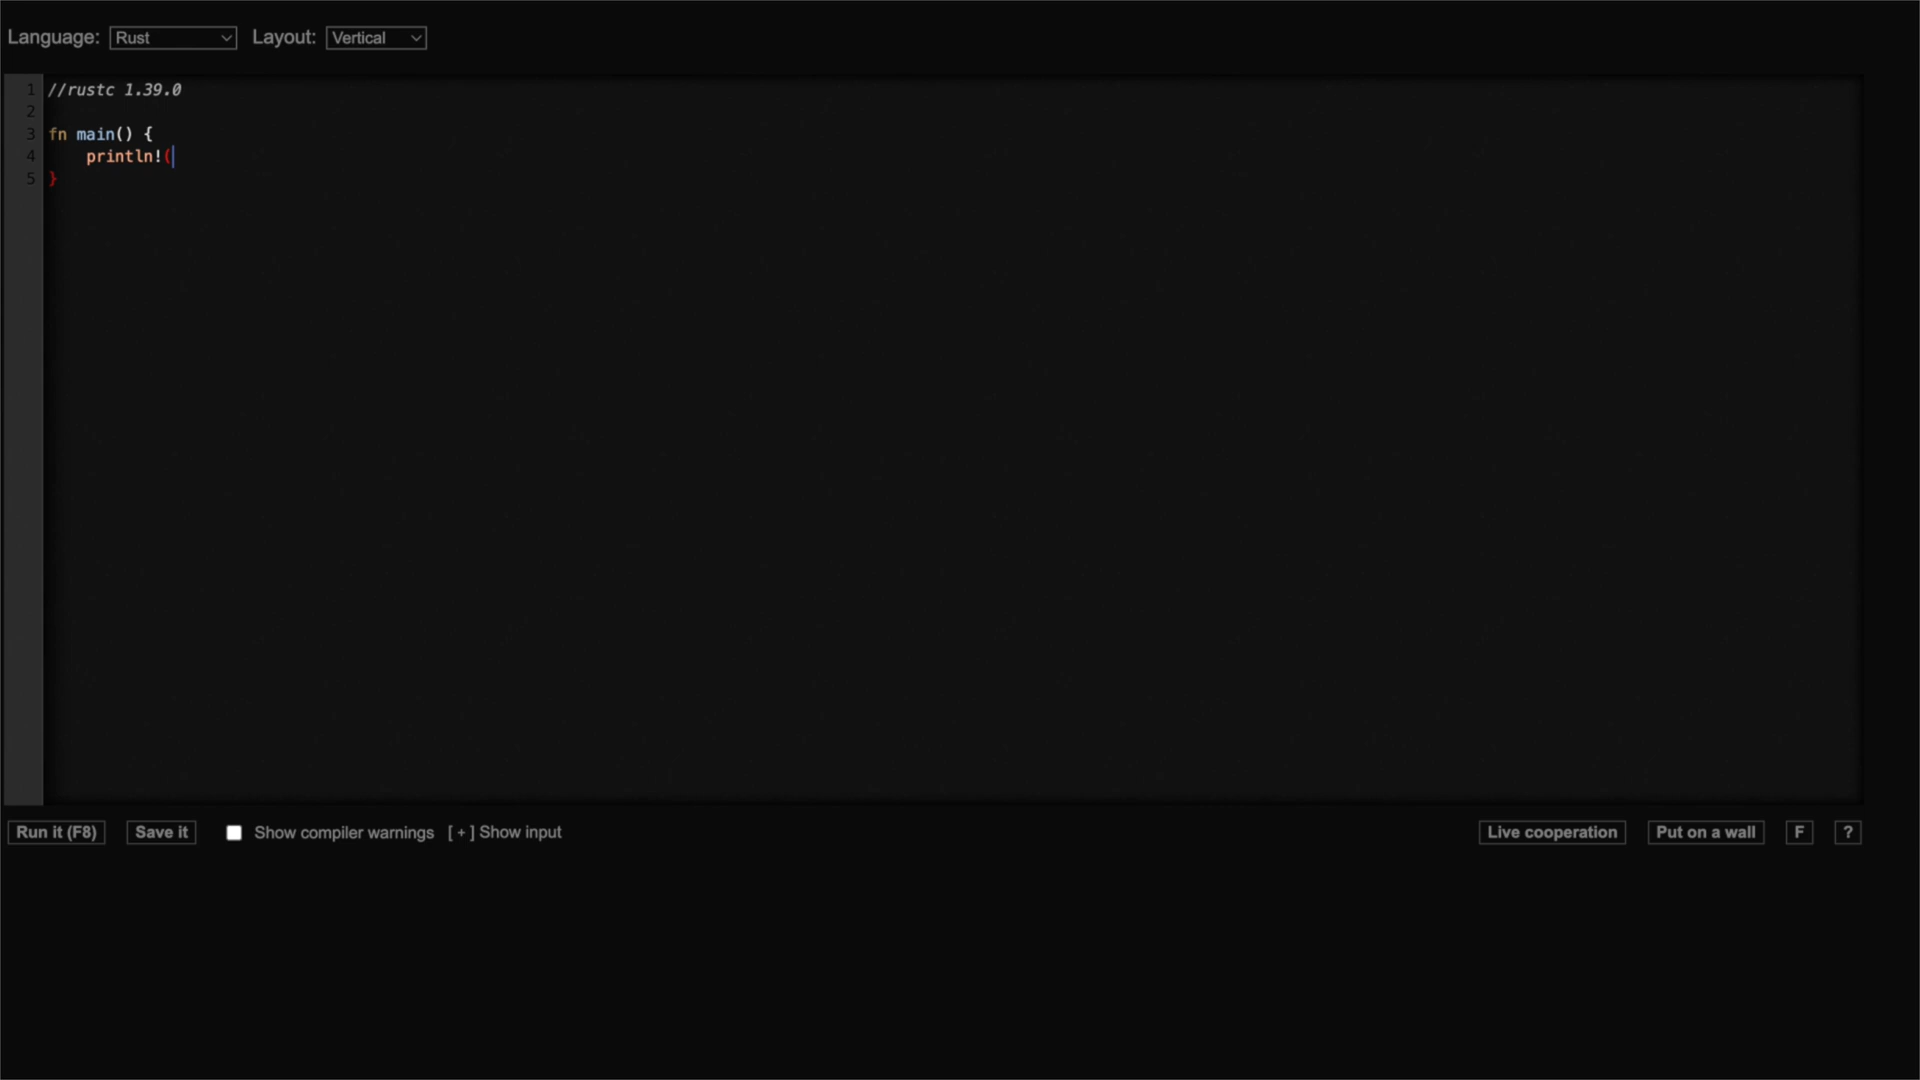 Language: Rust Layout: Vertical
1 //rustc 1.39.0
2
3 fn main() {
4     println!(
5 }
Run it (F8) Save it Show compiler warnings [ + ] Show input Live cooperation Put on a wall F ?